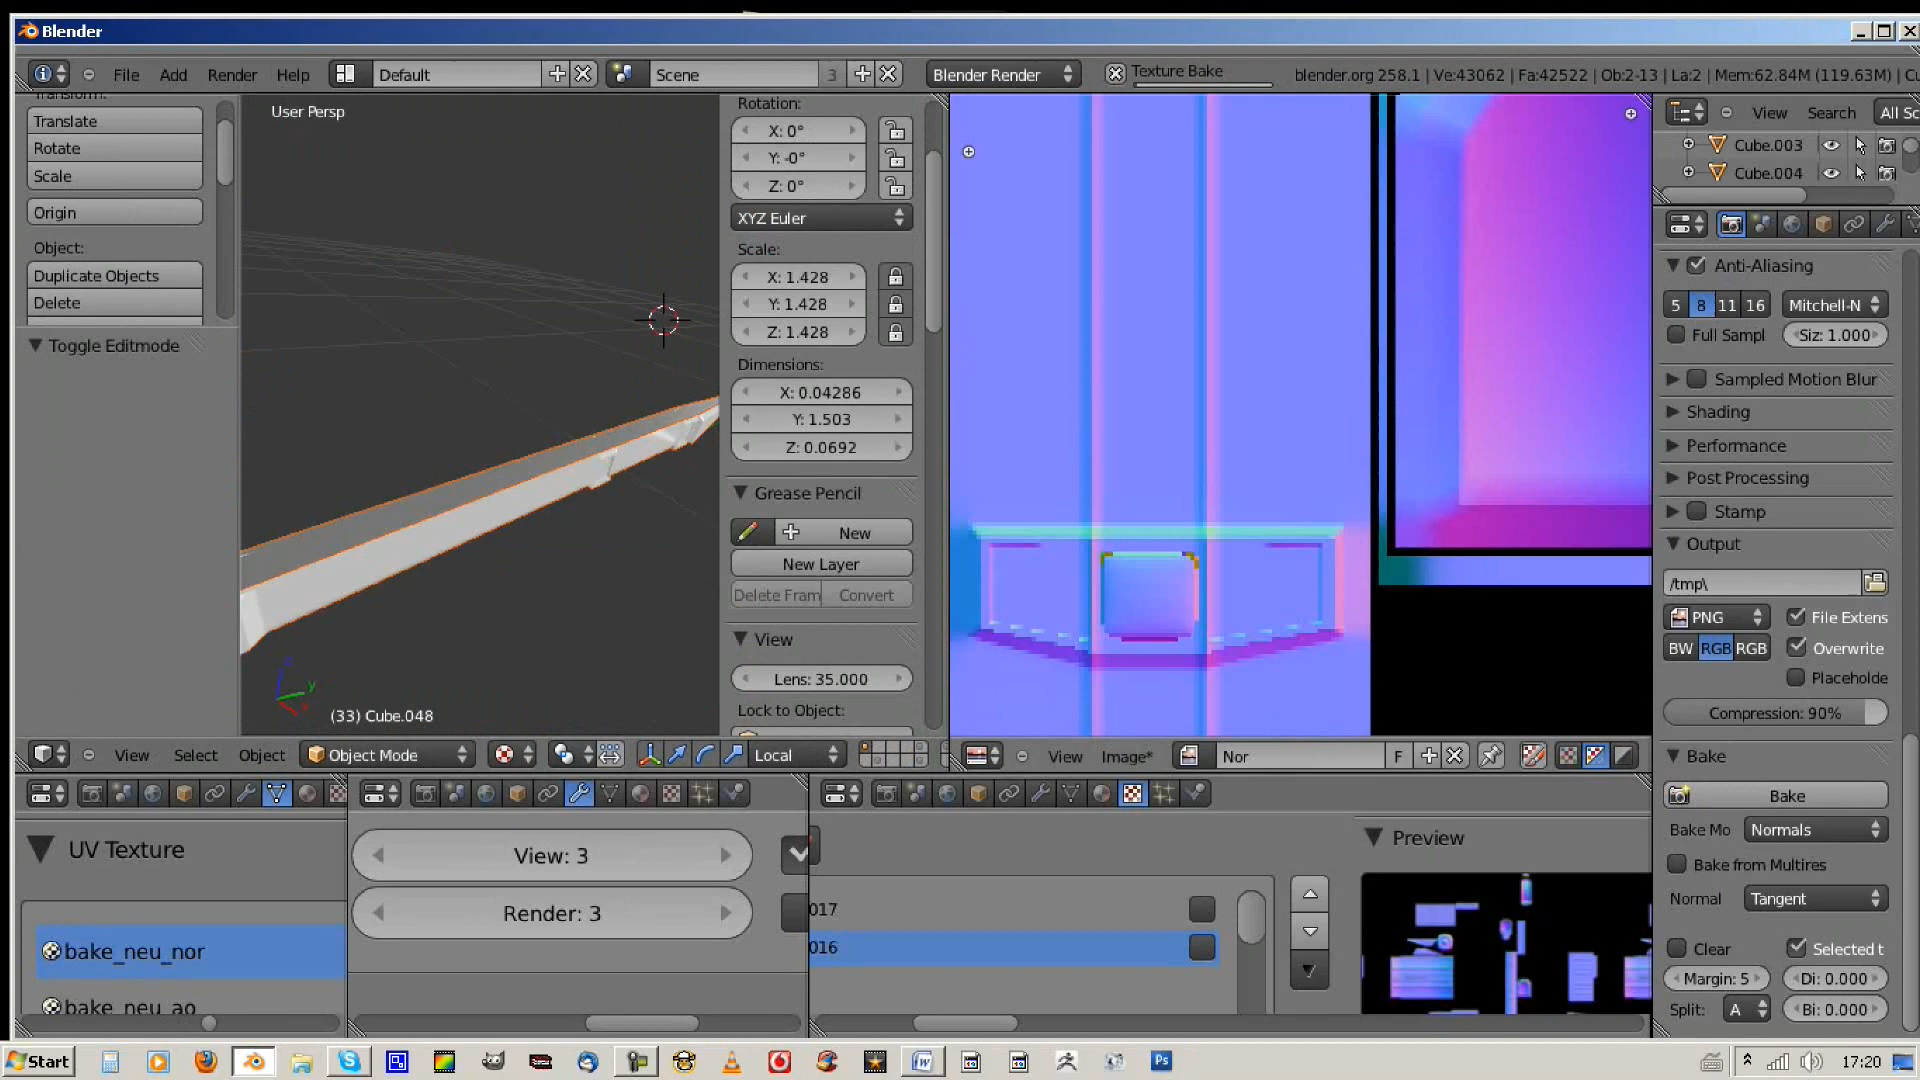 Blender
File Add Render Help Default Scene 3 Blender Render Texture Bake blender.org 258.1 | Ve:43062 | Fa:42522 | Ob:2-13 | La:2 | Mem:62.84M (119.63M) | Cu
Transform:
Translate
Rotate
Scale
Origin
Object:
Duplicate Objects
Delete
Toggle Editmode
User Persp
(33) Cube.048
Rotation:
X: 0°
Y: -0°
Z: 0°
XYZ Euler
Scale:
X: 1.428
Y: 1.428
Z: 1.428
Dimensions:
X: 0.04286
Y: 1.503
Z: 0.0692
Grease Pencil
New
New Layer
Delete Fram Convert
View
Lens: 35.000
Lock to Object:
View Select Object Object Mode Local
View Image* Nor F
View Search All Sc
Cube.003
Cube.004
Anti-Aliasing
5 8 11 16 Mitchell-N
Full Sampl Siz: 1.000
Sampled Motion Blur
Shading
Performance
Post Processing
Stamp
Output
/tmp\
PNG File Extens
BW RGB RGB Overwrite
Placeholde
Compression: 90%
Bake
Bake
Bake Mo Normals
Bake from Multires
Normal Tangent
Clear Selected t
Margin: 5 Di: 0.000
Split: A Bi: 0.000
UV Texture
bake_neu_nor
bake_neu_ao
View: 3
Render: 3
017
016
Preview
Start 17:20
Ps